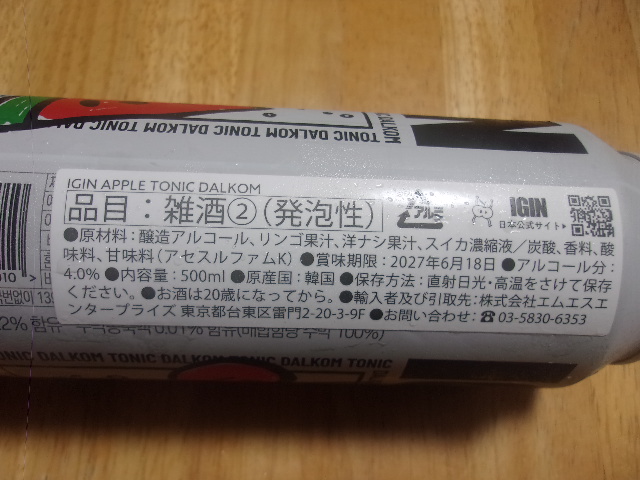 DALKOM TONIC DALKOM TONIC DALKOM
IGIN APPLE TONIC DALKOM
品目：雑酒②（発泡性）
アルミ
IGIN
日本公式サイト▶
●原材料：醸造アルコール、リンゴ果汁、洋ナシ果汁、スイカ濃縮液／炭酸、香料、酸
味料、甘味料（アセスルファムK）●賞味期限：2027年6月18日●アルコール分：
4.0% ●内容量：500ml ●原産国：韓国●保存方法：直射日光・高温をさけて保存
ください。●お酒は20歳になってから。●輸入者及び引取先：株式会社エムエスエ
ンタープライズ 東京都台東区雷門2-20-3-9F ●お問い合わせ：☎03-5830-6353
2% 함유
0.01% 함유
100%)
TONIC DALKOM TONIC DALKOM TONIC DALKOM TONIC